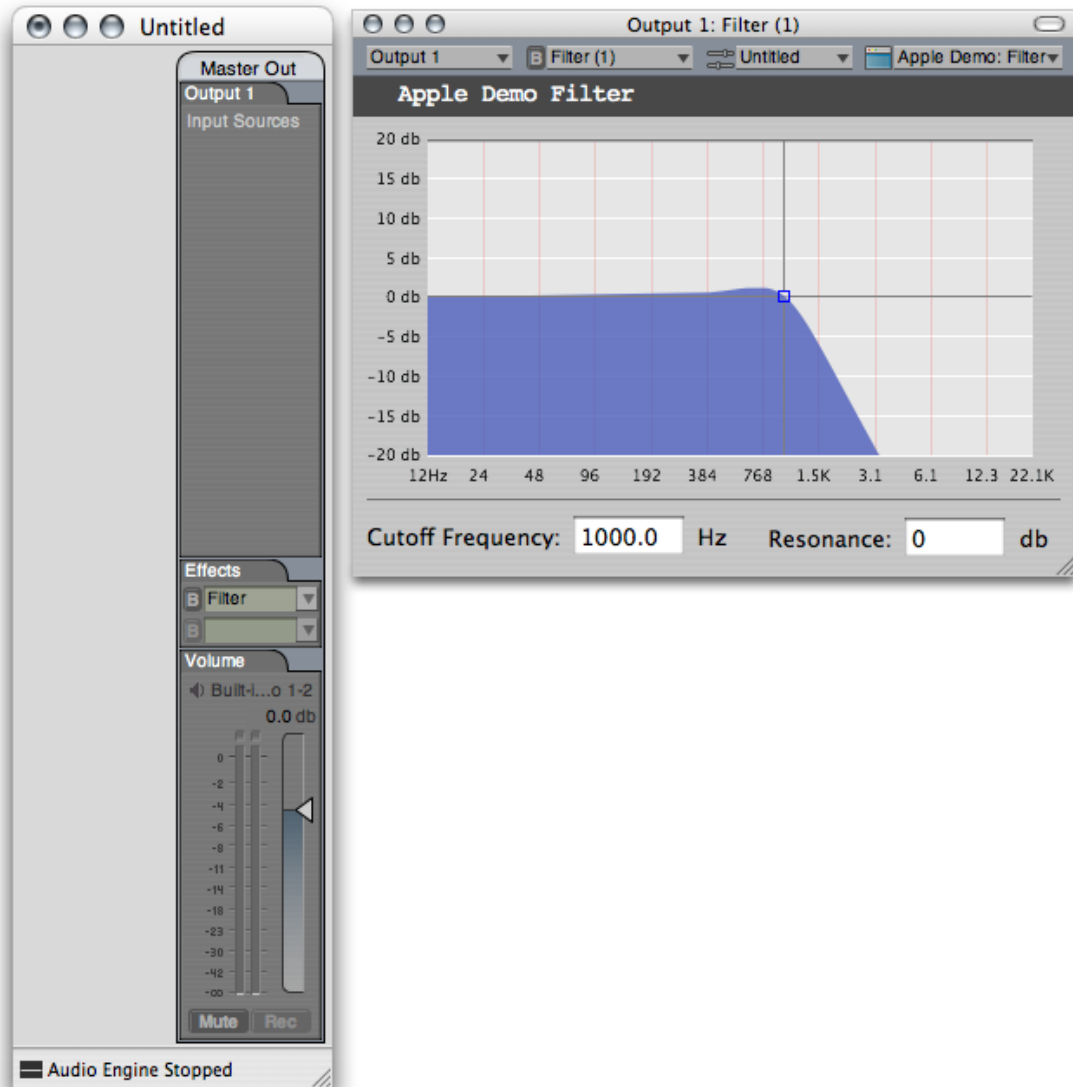 Untitled
Master Out
Output 1
Input Sources
Effects
B Filter
B
Volume
Built-i...o 1-2
0.0 db
0
-2
-4
-6
-8
-11
-14
-18
-23
-30
-42
-∞
Mute Rec
Audio Engine Stopped
Output 1: Filter (1)
Output 1 B Filter (1) Untitled Apple Demo: Filter
Apple Demo Filter
20 db
15 db
10 db
5 db
0 db
-5 db
-10 db
-15 db
-20 db
12Hz 24 48 96 192 384 768 1.5K 3.1 6.1 12.3 22.1K
Cutoff Frequency: 1000.0 Hz Resonance: 0 db